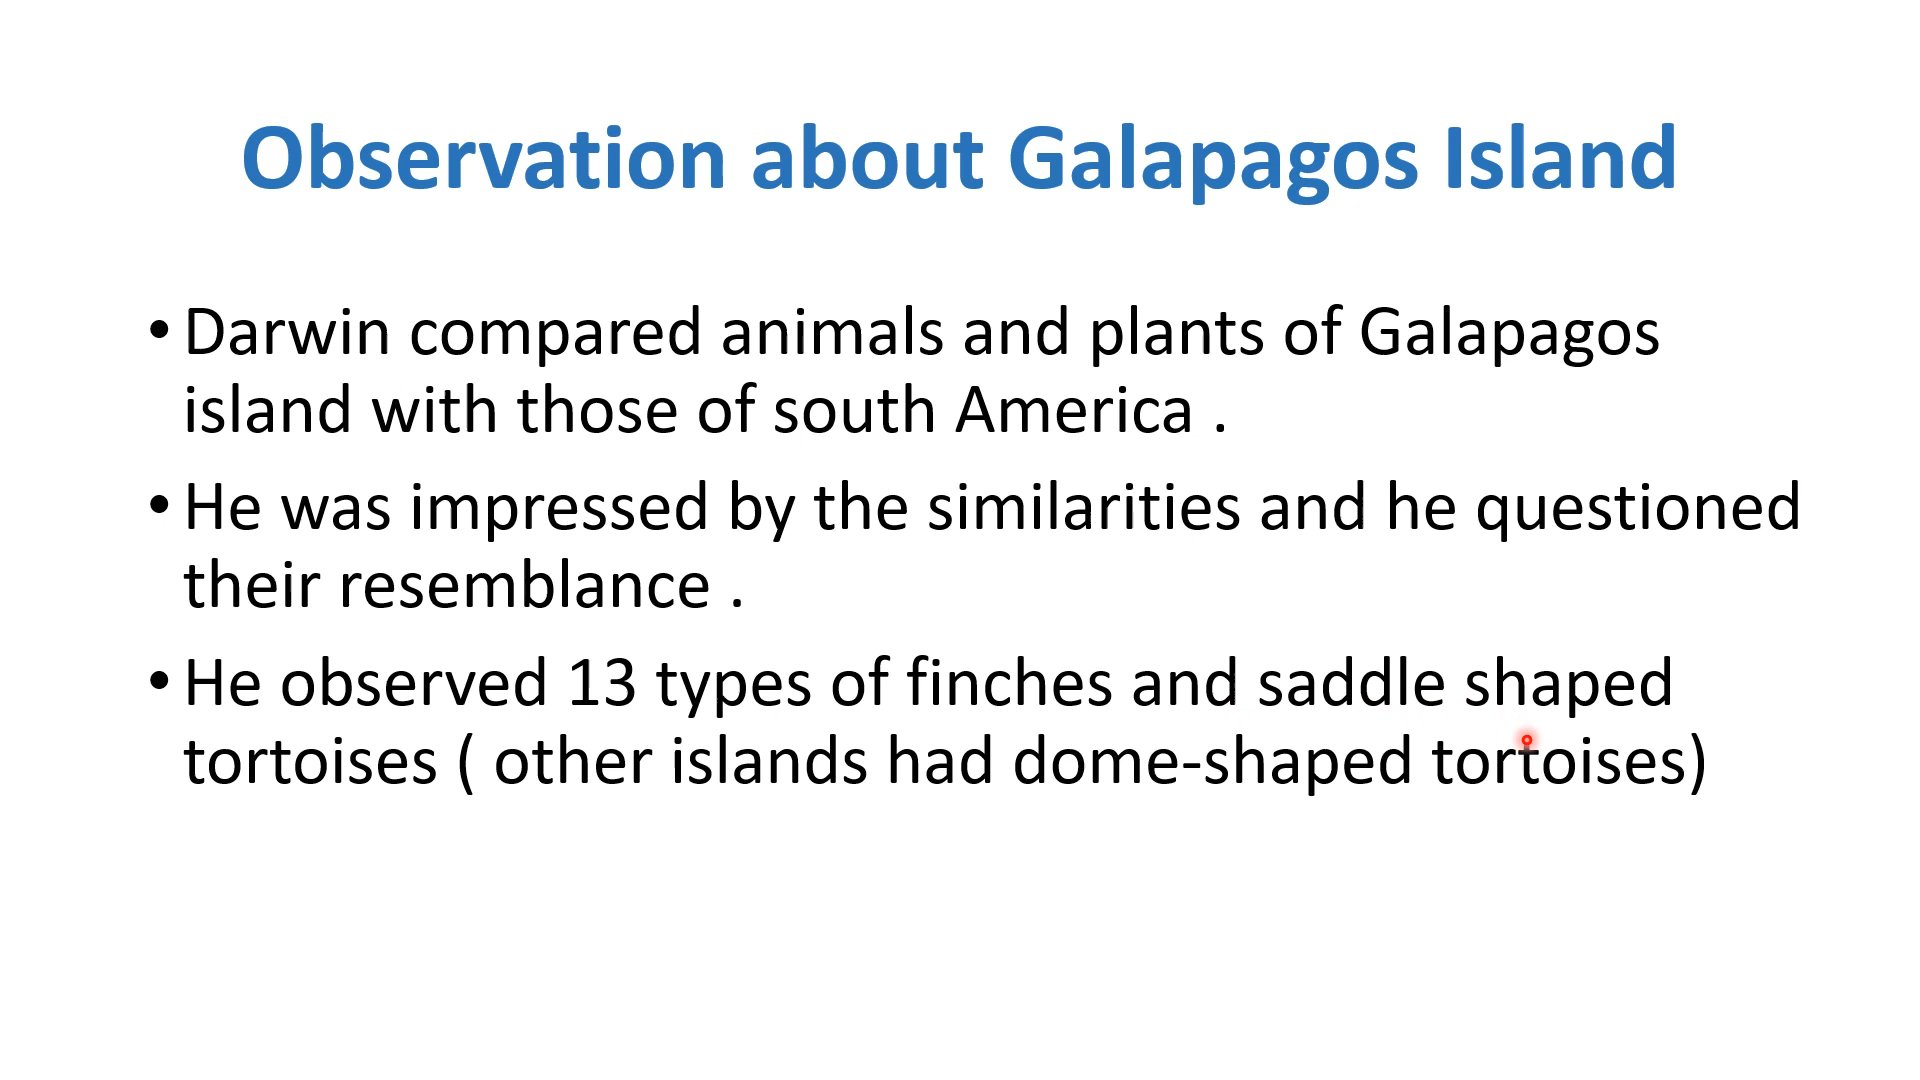 Observation about Galapagos Island
• Darwin compared animals and plants of Galapagos
island with those of south America .
• He was impressed by the similarities and he questioned
their resemblance .
• He observed 13 types of finches and saddle shaped
tortoises ( other islands had dome-shaped tortoises)